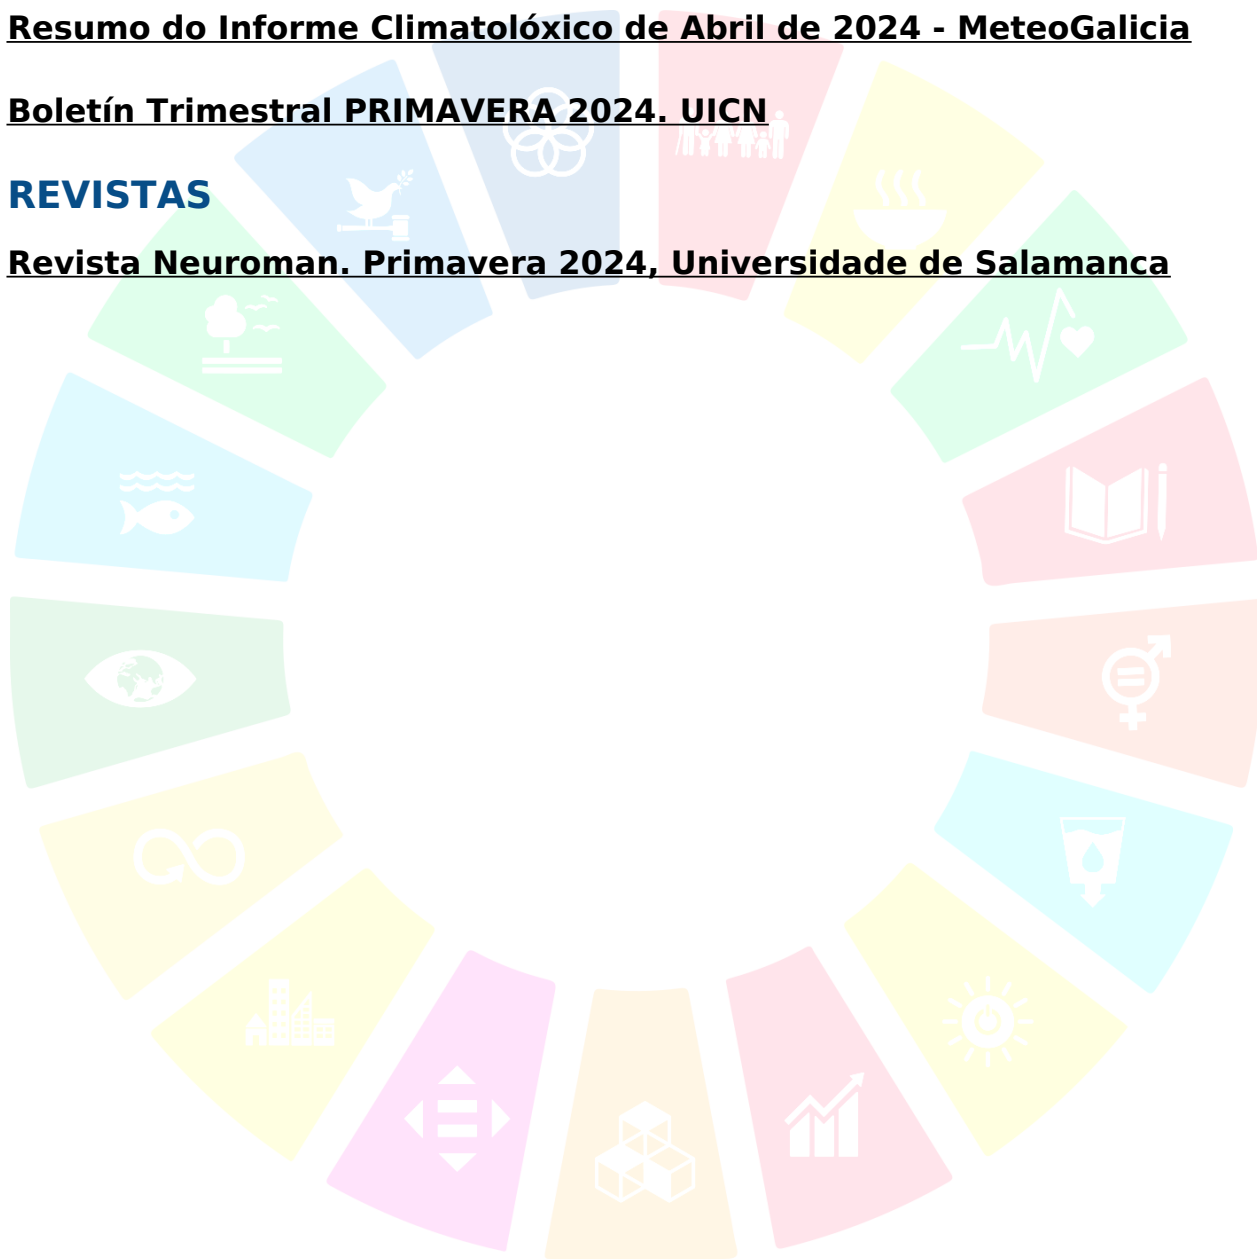 Resumo do Informe Climatolóxico de Abril de 2024 - MeteoGalicia
Boletín Trimestral PRIMAVERA 2024. UICN
REVISTAS
Revista Neuroman. Primavera 2024, Universidade de Salamanca